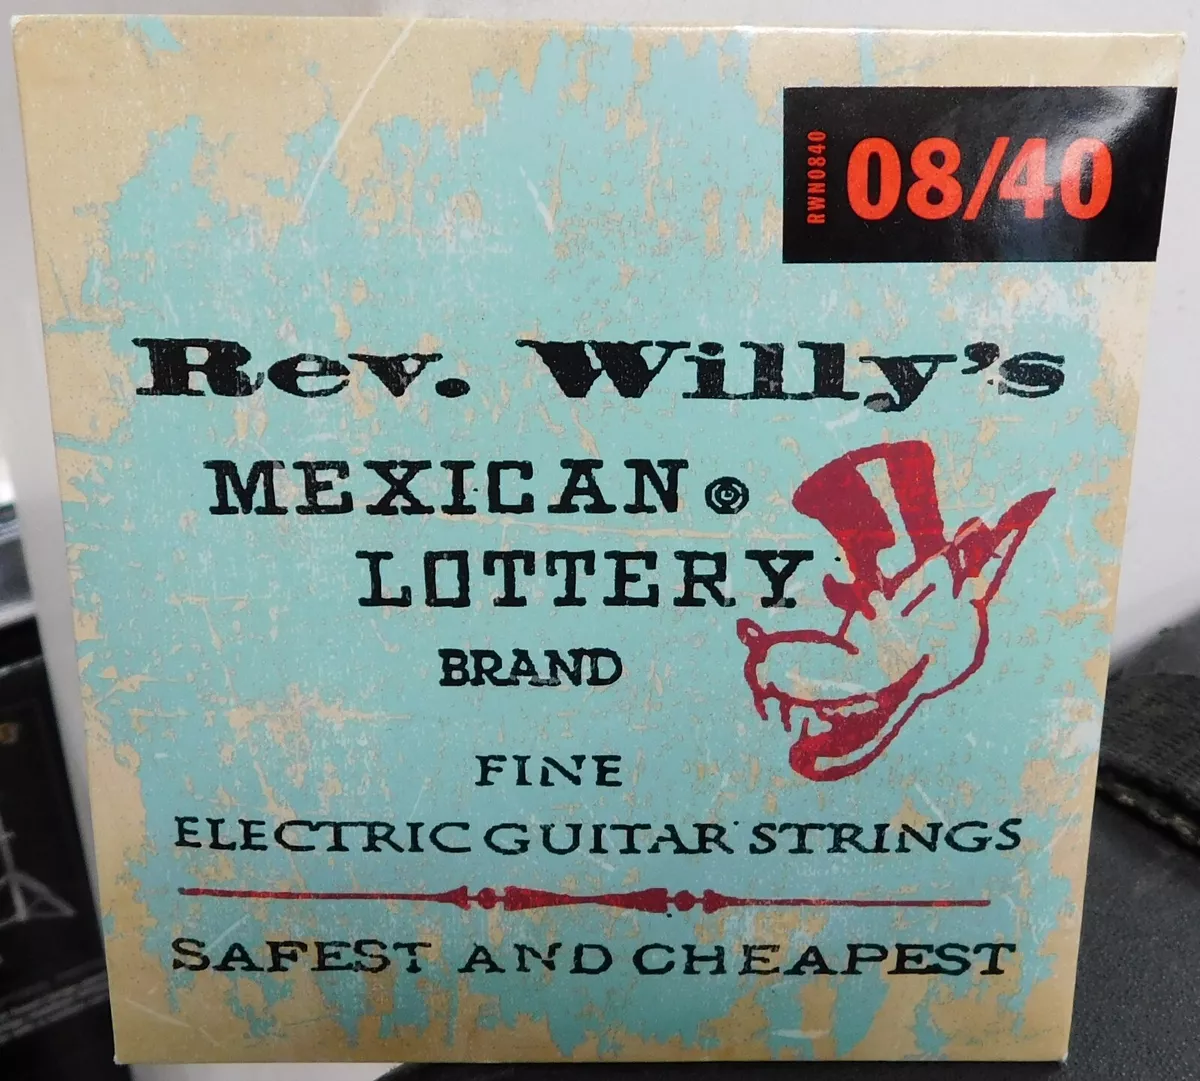 RWN0840
08/40
Rev. Willy's
MEXICAN
LOTTERY
BRAND
FINE
ELECTRIC GUITAR STRINGS
SAFEST AND CHEAPEST